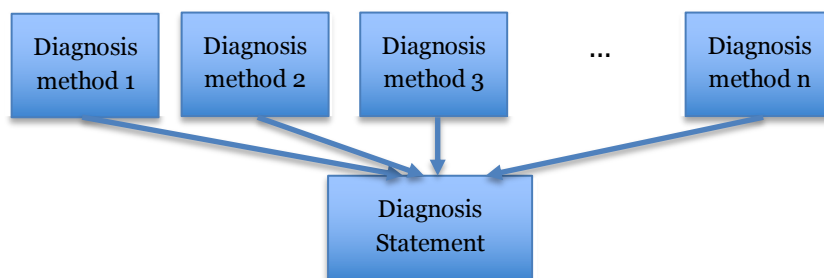 Diagnosis
method 1
Diagnosis
method 2
Diagnosis
method 3
...
Diagnosis
method n
Diagnosis
Statement